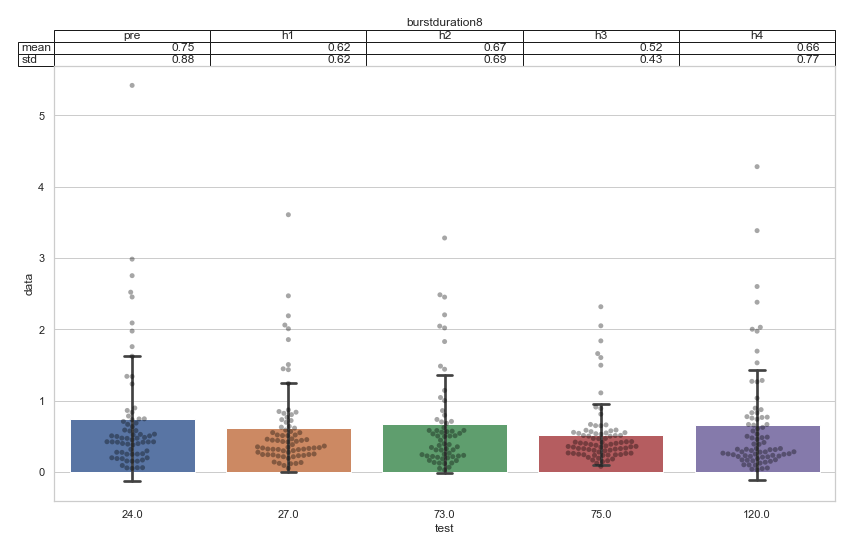 burstduration8
pre h1 h2 h3 h4
mean 0.75 0.62 0.67 0.52 0.66
std 0.88 0.62 0.69 0.43 0.77
5
4
3
2
1
0
data
24.0 27.0 73.0 75.0 120.0
test